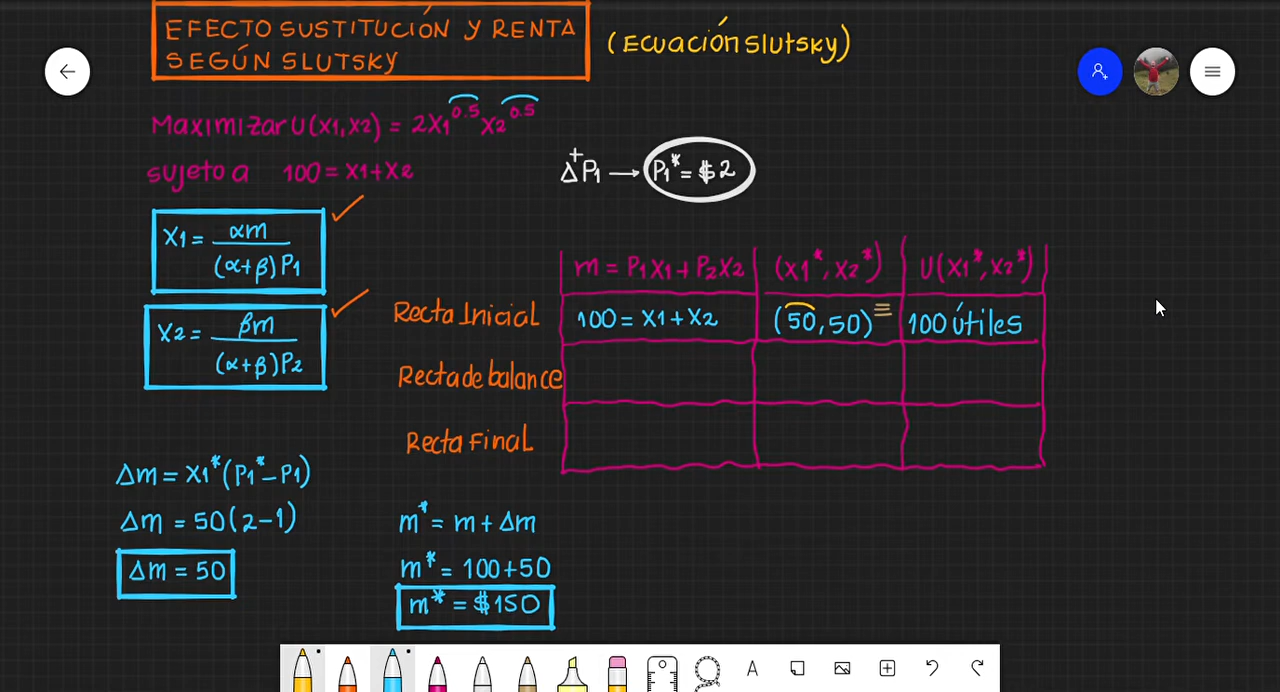 EFECTO SUSTITUCIÓN Y RENTA
SEGÚN SLUTSKY
(ECUACIÓN SLUTSKY)
Maximizar U(X1,X2) = 2X1^0.5 X2^0.5
sujeto a 100 = X1+X2
Δ⁺P1 → P1* = $2
X1 = αm / (α+β)P1
X2 = βm / (α+β)P2
m = P1X1 + P2X2 (X1*, X2*) U(X1*, X2*)
Recta Inicial 100 = X1 + X2 (50,50) ≡ 100 útiles
Recta de balance
Recta Final
Δm = X1*(P1*-P1)
Δm = 50(2-1)
Δm = 50
m* = m + Δm
m* = 100+50
m* = $150
A